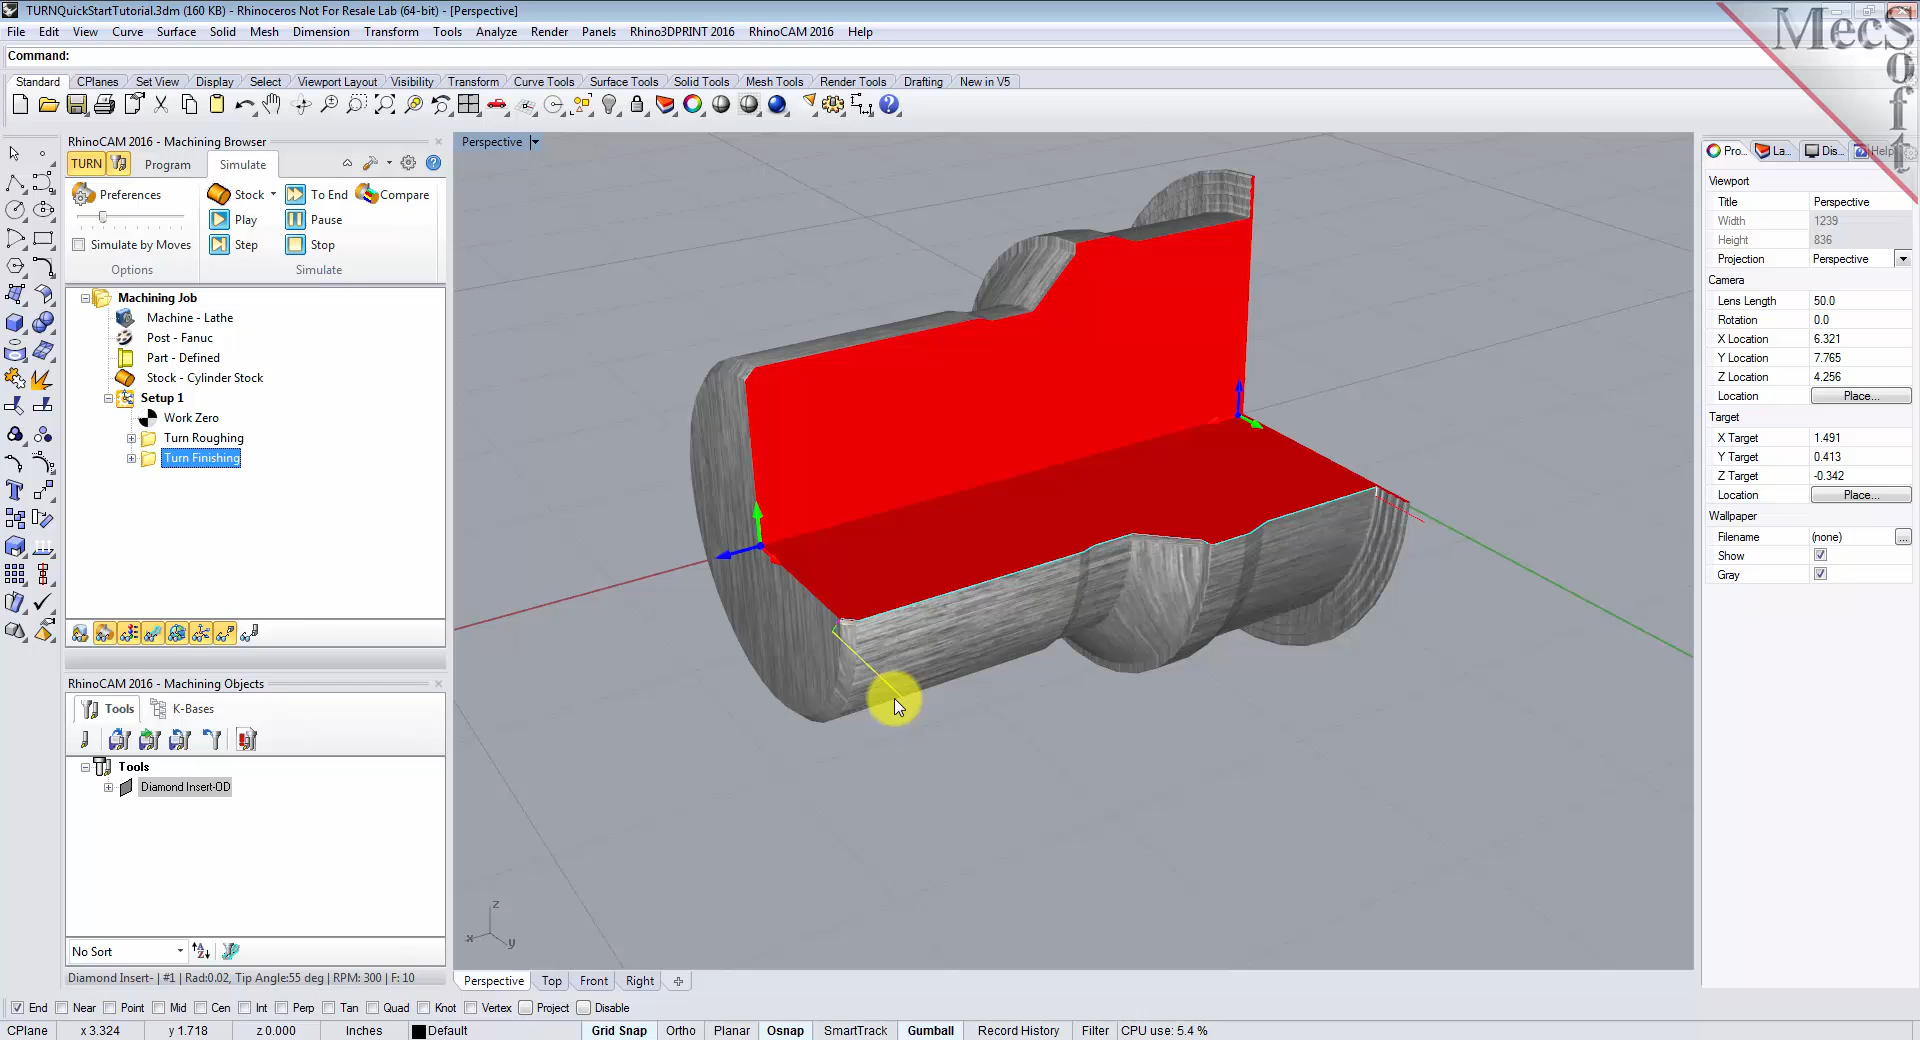 TURNQuickStartTutorial.3dm (160 KB) - Rhinoceros Not For Resale Lab (64-bit) - [Perspective]
File Edit View Curve Surface Solid Mesh Dimension Transform Tools Analyze Render Panels Rhino3DPRINT 2016 RhinoCAM 2016 Help
Command:
Standard CPlanes Set View Display Select Viewport Layout Visibility Transform Curve Tools Surface Tools Solid Tools Mesh Tools Render Tools Drafting New in V5
MecSoft
RhinoCAM 2016 - Machining Browser
TURN Program Simulate
Preferences Stock To End Compare
Play Pause
Simulate by Moves Step Stop
Options Simulate
Machining Job
Machine - Lathe
Post - Fanuc
Part - Defined
Stock - Cylinder Stock
Setup 1
Work Zero
Turn Roughing
Turn Finishing
RhinoCAM 2016 - Machining Objects
Tools K-Bases
Tools
Diamond Insert-OD
No Sort
Diamond Insert- | #1 | Rad:0.02, Tip Angle:55 deg | RPM: 300 | F: 10
Perspective
z
x y
Perspective Top Front Right
Pro... La... Dis... Help
Viewport
Title Perspective
Width 1239
Height 836
Projection Perspective
Camera
Lens Length 50.0
Rotation 0.0
X Location 6.321
Y Location 7.765
Z Location 4.256
Location Place...
Target
X Target 1.491
Y Target 0.413
Z Target -0.342
Location Place...
Wallpaper
Filename (none) ...
Show
Gray
End Near Point Mid Cen Int Perp Tan Quad Knot Vertex Project Disable
CPlane x 3.324 y 1.718 z 0.000 Inches Default Grid Snap Ortho Planar Osnap SmartTrack Gumball Record History Filter CPU use: 5.4 %